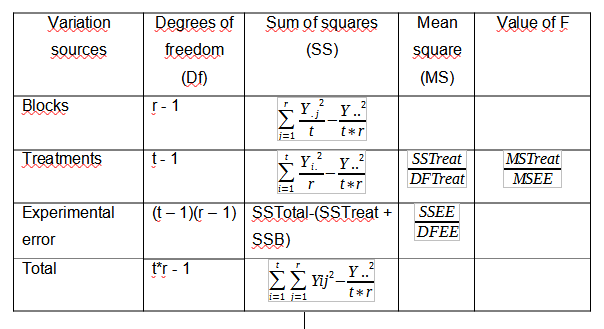 Variation sources
Degrees of freedom (Df)
Sum of squares (SS)
Mean square (MS)
Value of F
Blocks
r - 1
\sum_{i=1}^{r} \frac{Y_{.j}^2}{t} - \frac{Y..^2}{t*r}
Treatments
t - 1
\sum_{i=1}^{t} \frac{Y_{i.}^2}{r} - \frac{Y..^2}{t*r}
\frac{SSTreat}{DFTreat}
\frac{MSTreat}{MSEE}
Experimental error
(t – 1)(r – 1)
SSTotal-(SSTreat + SSB)
\frac{SSEE}{DFEE}
Total
t*r - 1
\sum_{i=1}^{t} \sum_{j=1}^{r} Yij^2 - \frac{Y..^2}{t*r}